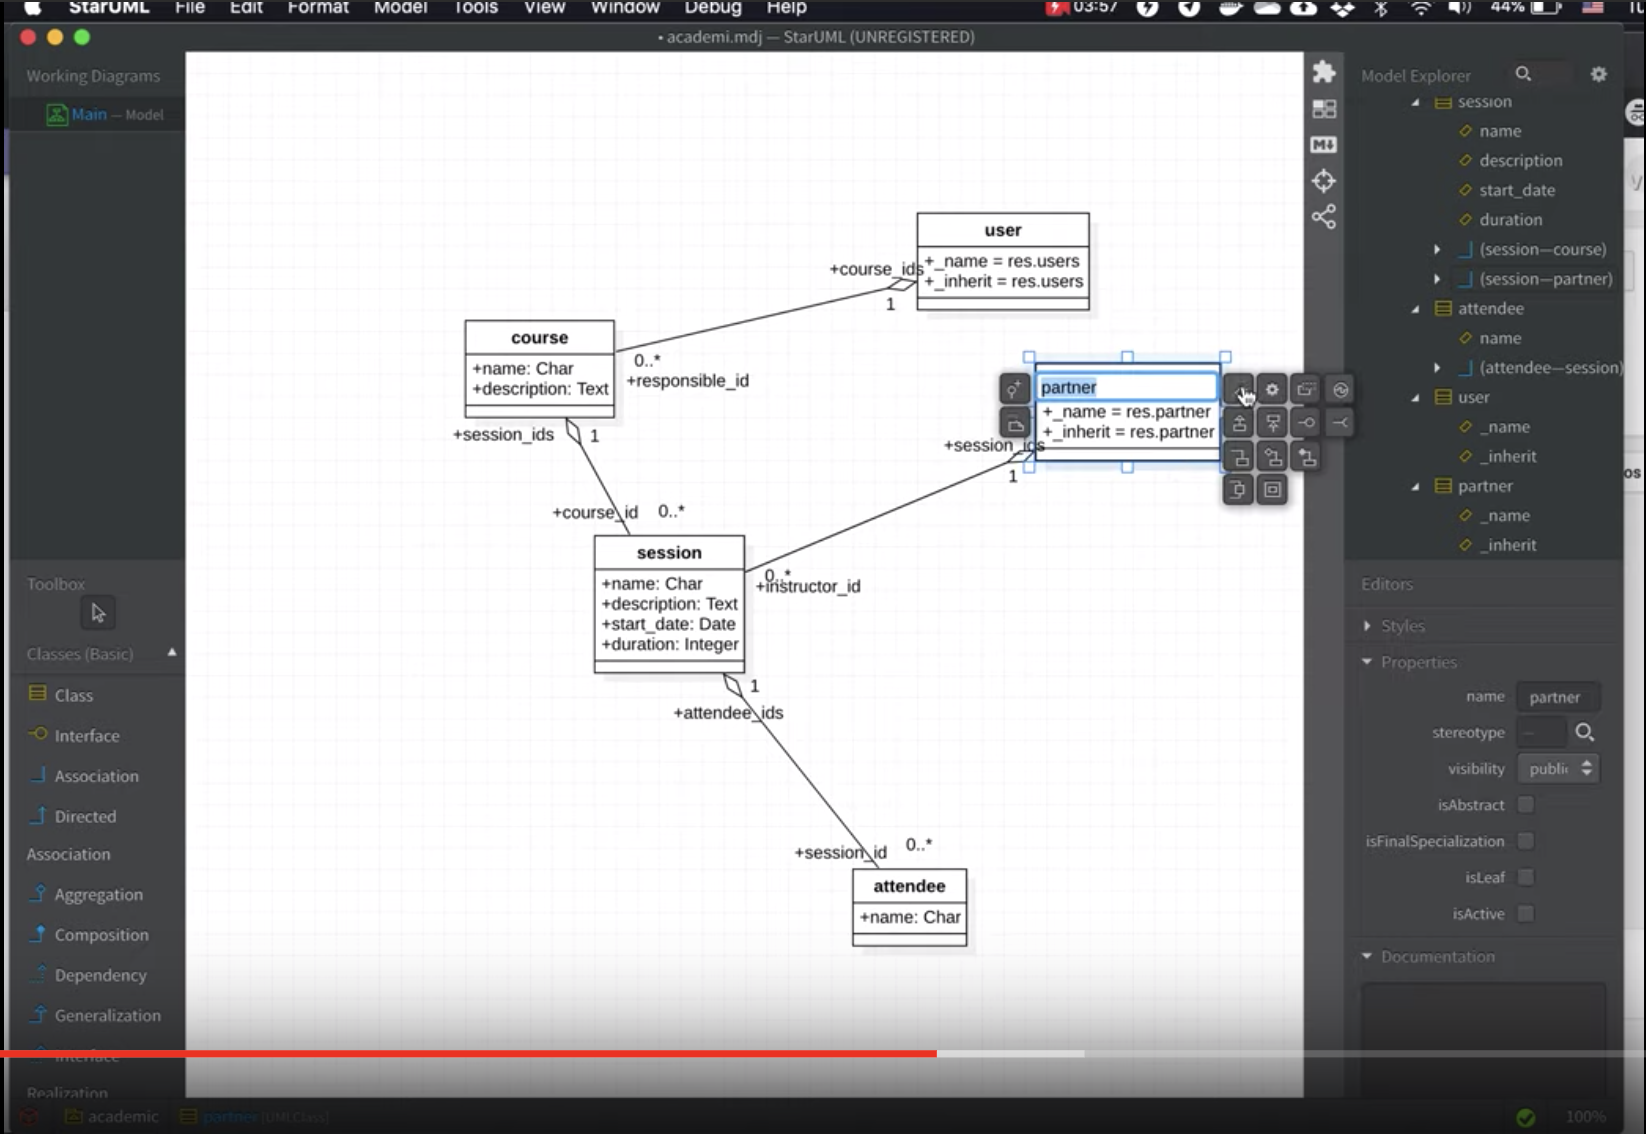 StarUML File Edit Format Model Tools View Window Debug Help 03:57 44%
• academi.mdj — StarUML (UNREGISTERED)
Working Diagrams
Main — Model
Toolbox
Classes (Basic)
Class
Interface
Association
Directed
Association
Aggregation
Composition
Dependency
Generalization
Interface
Realization
user
+_name = res.users
+_inherit = res.users
+course_ids
1
course
+name: Char
+description: Text
0..*
+responsible_id
+session_ids
1
partner
+_name = res.partner
+_inherit = res.partner
+session_ids
1
+course_id
0..*
session
+name: Char
+description: Text
+start_date: Date
+duration: Integer
0..*
+instructor_id
1
+attendee_ids
+session_id
0..*
attendee
+name: Char
M
Model Explorer
session
name
description
start_date
duration
(session—course)
(session—partner)
attendee
name
(attendee—session)
user
_name
_inherit
partner
_name
_inherit
os
Editors
Styles
Properties
name partner
stereotype —
visibility public
isAbstract
isFinalSpecialization
isLeaf
isActive
Documentation
academic partner [UMLClass]
100%